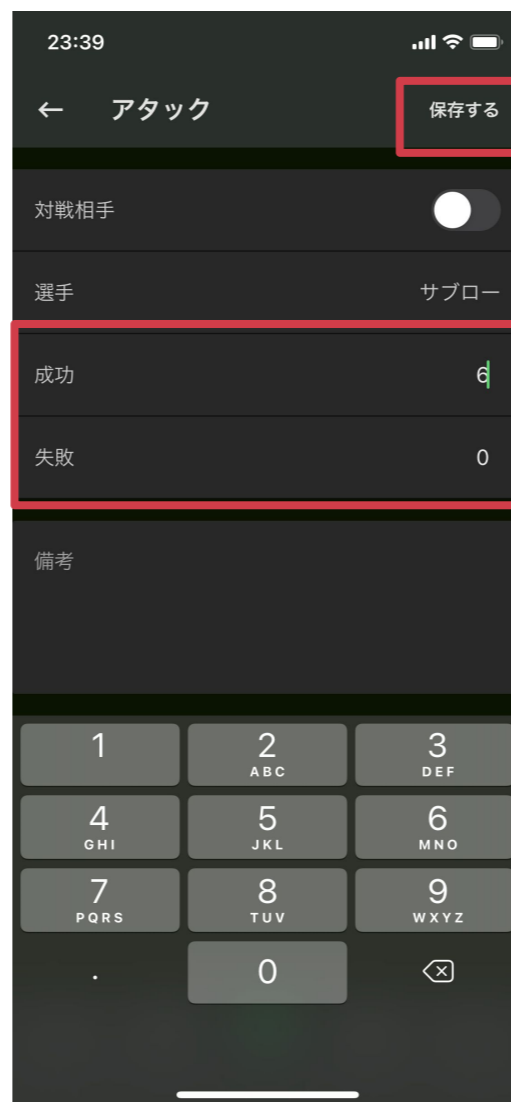 23:39
← アタック 保存する
対戦相手
選手 サブロー
成功 6
失敗 0
備考
1 2 3
ABC DEF
4 5 6
GHI JKL MNO
7 8 9
PQRS TUV WXYZ
. 0